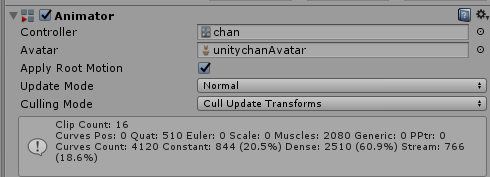 Animator
Controller chan
Avatar unitychanAvatar
Apply Root Motion
Update Mode Normal
Culling Mode Cull Update Transforms
Clip Count: 16
Curves Pos: 0 Quat: 510 Euler: 0 Scale: 0 Muscles: 2080 Generic: 0 PPtr: 0
Curves Count: 4120 Constant: 844 (20.5%) Dense: 2510 (60.9%) Stream: 766
(18.6%)